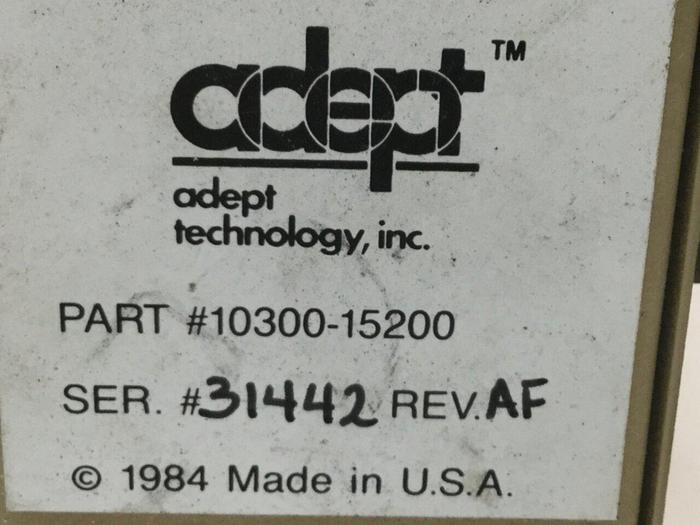 adept™
adept
technology, inc.
PART #10300-15200
SER. #31442 REV. AF
© 1984 Made in U.S.A.